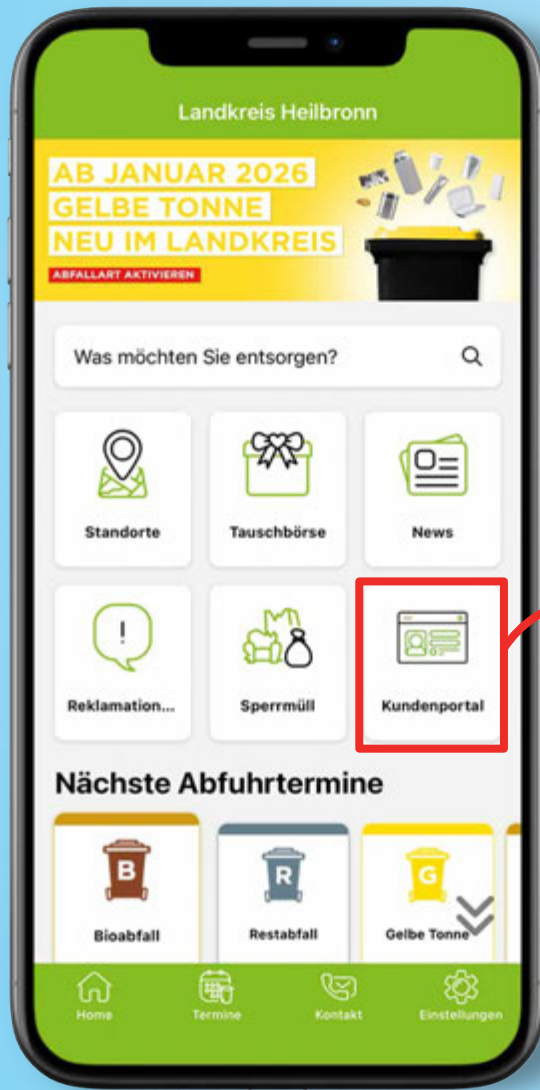 Landkreis Heilbronn
AB JANUAR 2026
GELBE TONNE
NEU IM LANDKREIS
ABFALLART AKTIVIEREN
Was möchten Sie entsorgen?
Standorte
Tauschbörse
News
Reklamation...
Sperrmüll
Kundenportal
Nächste Abfuhrtermine
B
R
G
Bioabfall
Restabfall
Gelbe Tonne
Home
Termine
Kontakt
Einstellungen